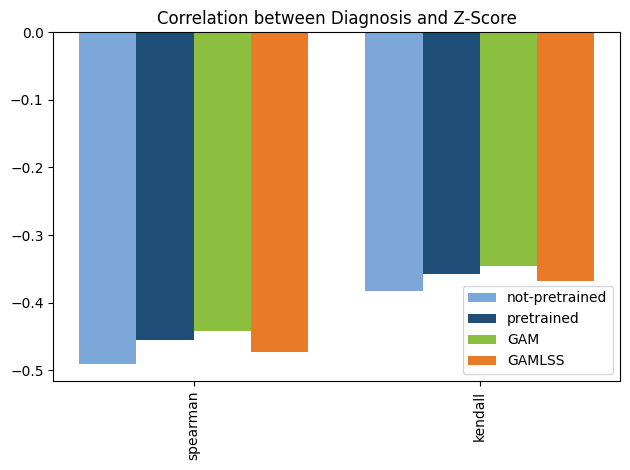 Correlation between Diagnosis and Z-Score
0.0
−0.1
−0.2
−0.3
−0.4
−0.5
not-pretrained
pretrained
GAM
GAMLSS
spearman
kendall